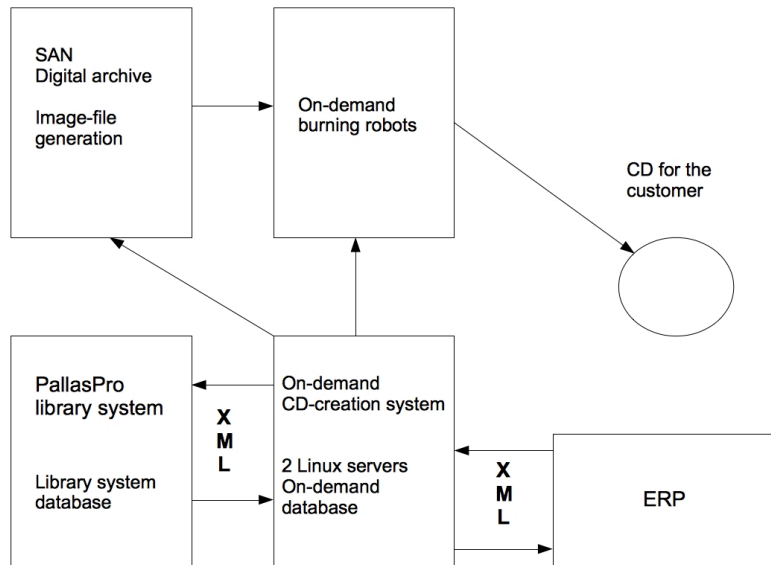 SAN
Digital archive
Image-file
generation
On-demand
burning robots
CD for the
customer
PallasPro
library system
Library system
database
X
M
L
On-demand
CD-creation system
2 Linux servers
On-demand
database
X
M
L
ERP